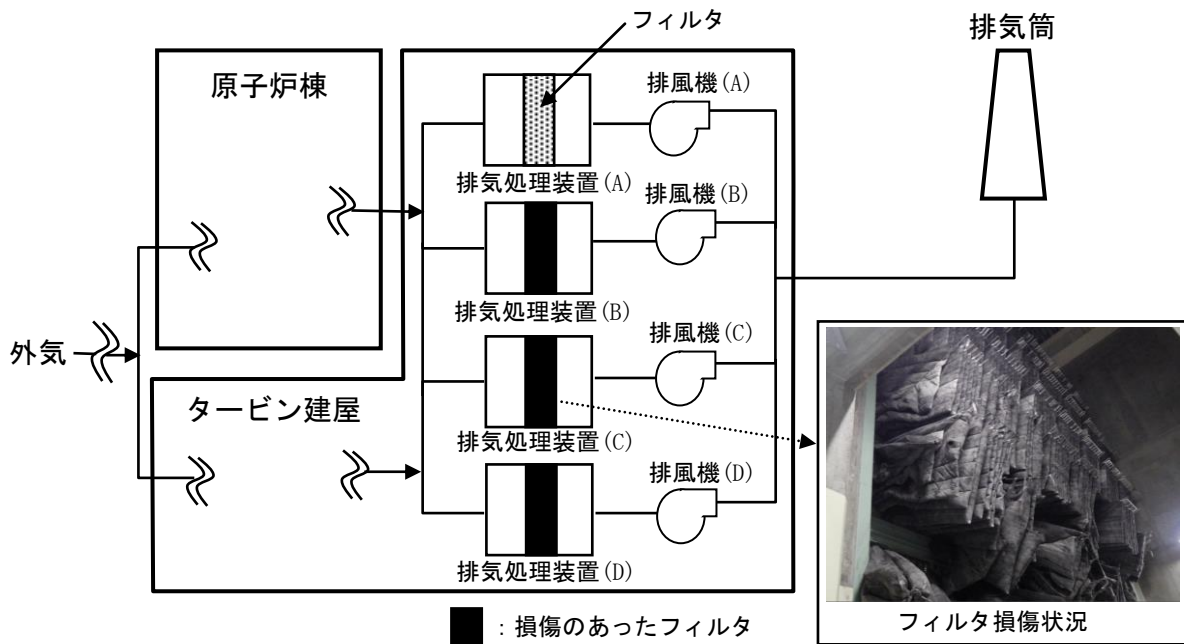 フィルタ
排気筒
原子炉棟
排風機(A)
排気処理装置(A)
排風機(B)
排気処理装置(B)
外気
排風機(C)
タービン建屋
排気処理装置(C)
排風機(D)
排気処理装置(D)
：損傷のあったフィルタ
フィルタ損傷状況